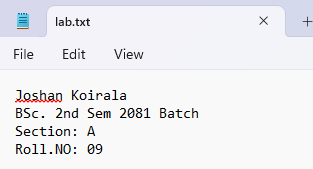 lab.txt
File Edit View
Joshan Koirala
BSc. 2nd Sem 2081 Batch
Section: A
Roll.NO: 09